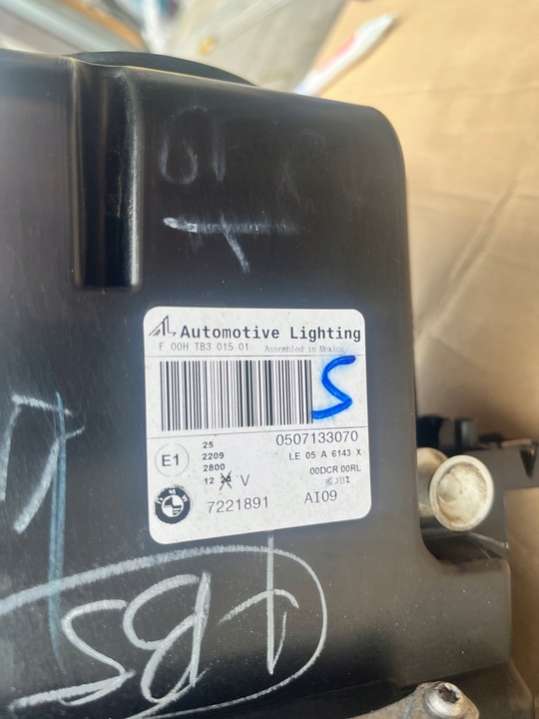 AL Automotive Lighting
F 00H TB3 015 01 Assembled in Mexico
S
E1
25
2209
2800
12 V
0507133070
LE 05 A 6143 X
00DCR 00RL
7221891 AI09